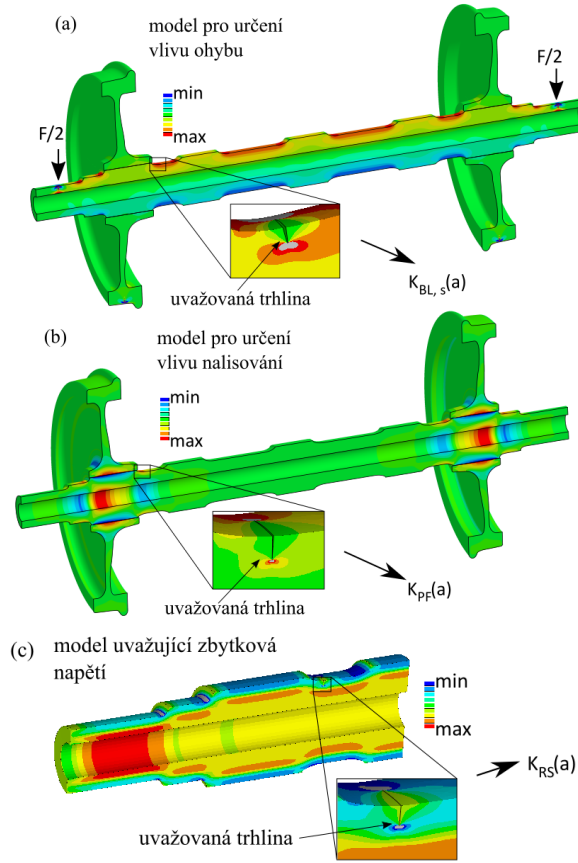 (a)
model pro určení
vlivu ohybu
min
max
F/2
F/2
uvažovaná trhlina
K_BL, s(a)
(b)
model pro určení
vlivu nalisování
min
max
uvažovaná trhlina
K_PF(a)
(c)
model uvažující zbytková
napětí
min
max
uvažovaná trhlina
K_RS(a)